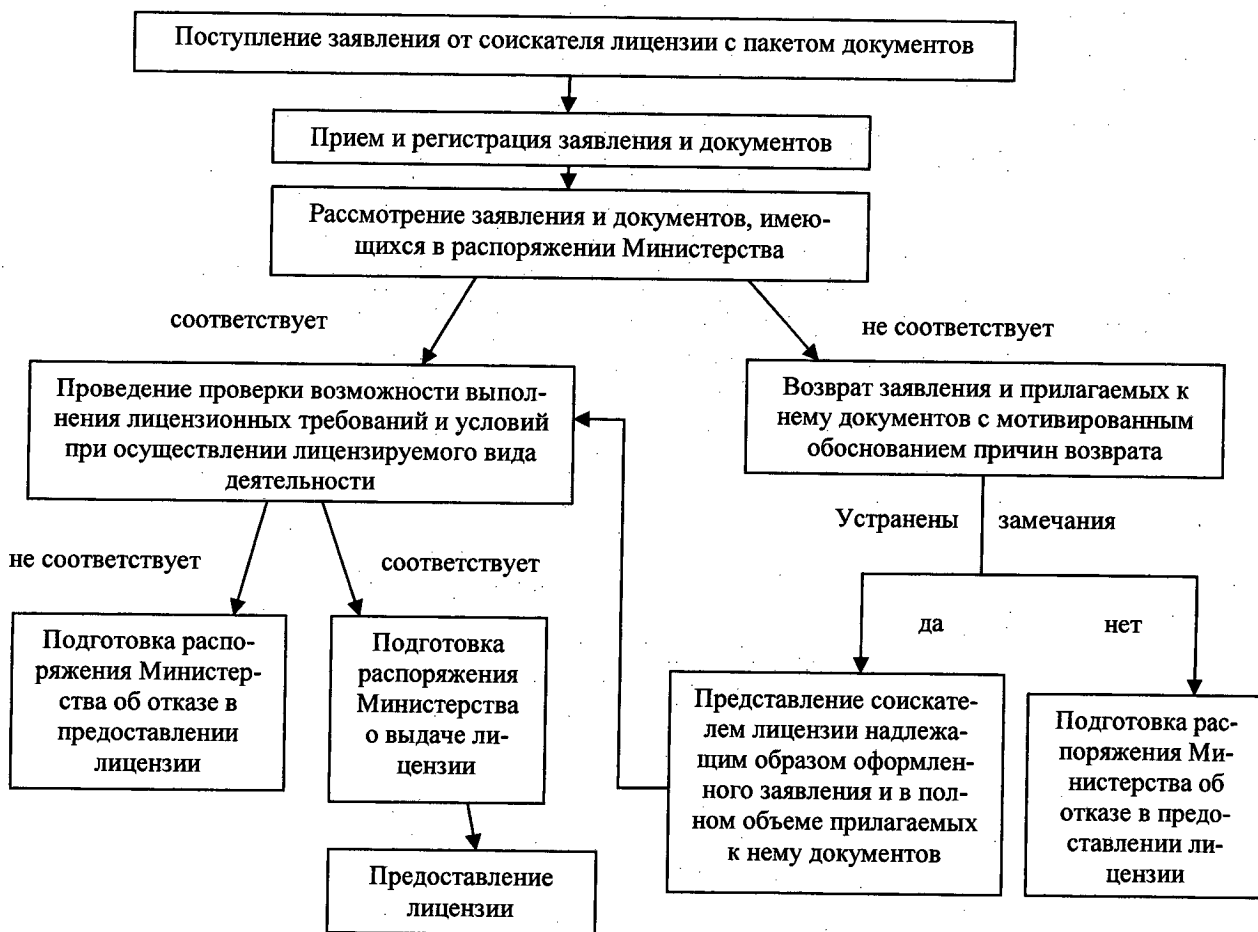 Поступление заявления от соискателя лицензии с пакетом документов
Прием и регистрация заявления и документов
Рассмотрение заявления и документов, имею-
щихся в распоряжении Министерства
соответствует
не соответствует
Проведение проверки возможности выпол-
нения лицензионных требований и условий
при осуществлении лицензируемого вида
деятельности
Возврат заявления и прилагаемых к
нему документов с мотивированным
обоснованием причин возврата
Устранены замечания
не соответствует
соответствует
да
нет
Подготовка распо-
ряжения Министер-
ства об отказе в
предоставлении
лицензии
Подготовка
распоряжения
Министерства
о выдаче ли-
цензии
Представление соискате-
лем лицензии надлежа-
щим образом оформлен-
ного заявления и в пол-
ном объеме прилагаемых
к нему документов
Подготовка рас-
поряжения Ми-
нистерства об
отказе в предо-
ставлении ли-
цензии
Предоставление
лицензии